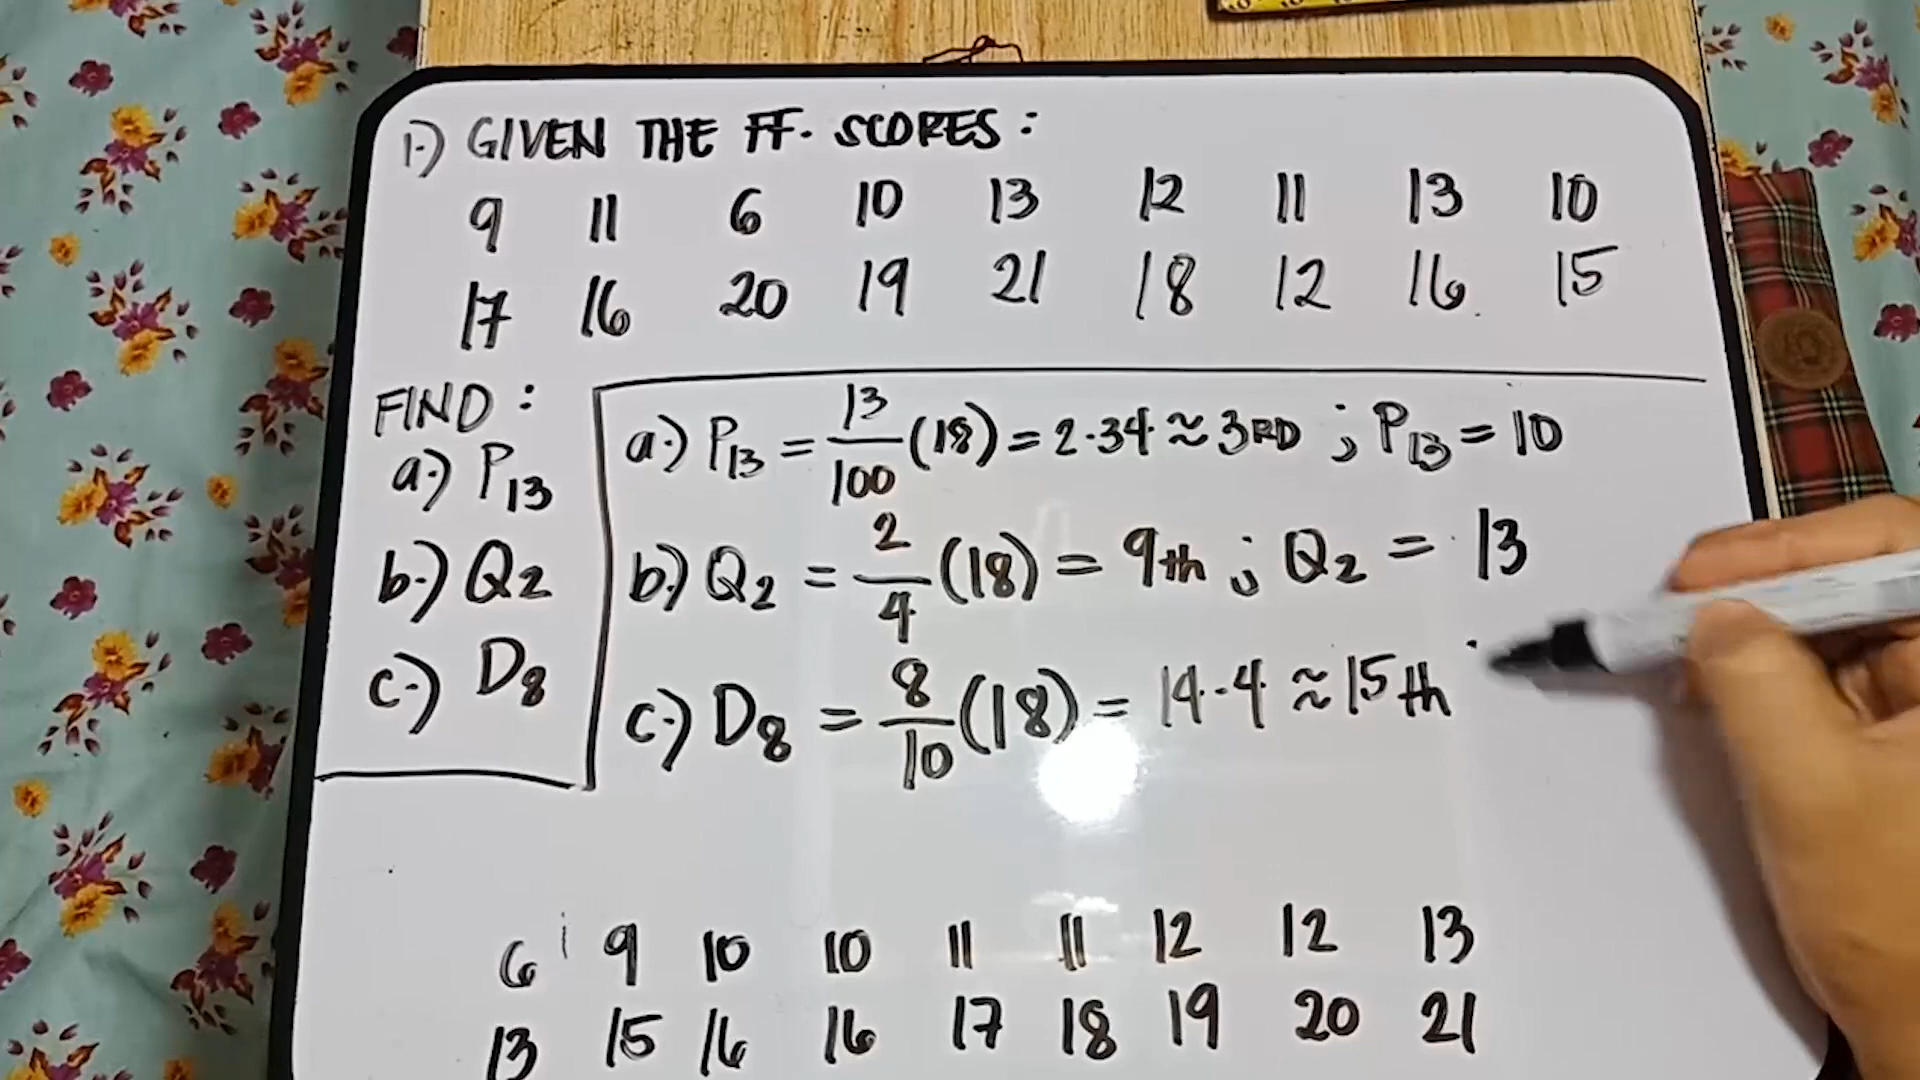 1.) GIVEN THE FF. SCORES:
9 11 6 10 13 12 11 13 10
17 16 20 19 21 18 12 16 15
FIND:
a.) P13
b.) Q2
c.) D8
a.) P13 = 13/100 (18) = 2.34 ≈ 3RD ; P13 = 10
b.) Q2 = 2/4 (18) = 9th ; Q2 = 13
c.) D8 = 8/10 (18) = 14.4 ≈ 15th
6 9 10 10 11 11 12 12 13
13 15 16 16 17 18 19 20 21